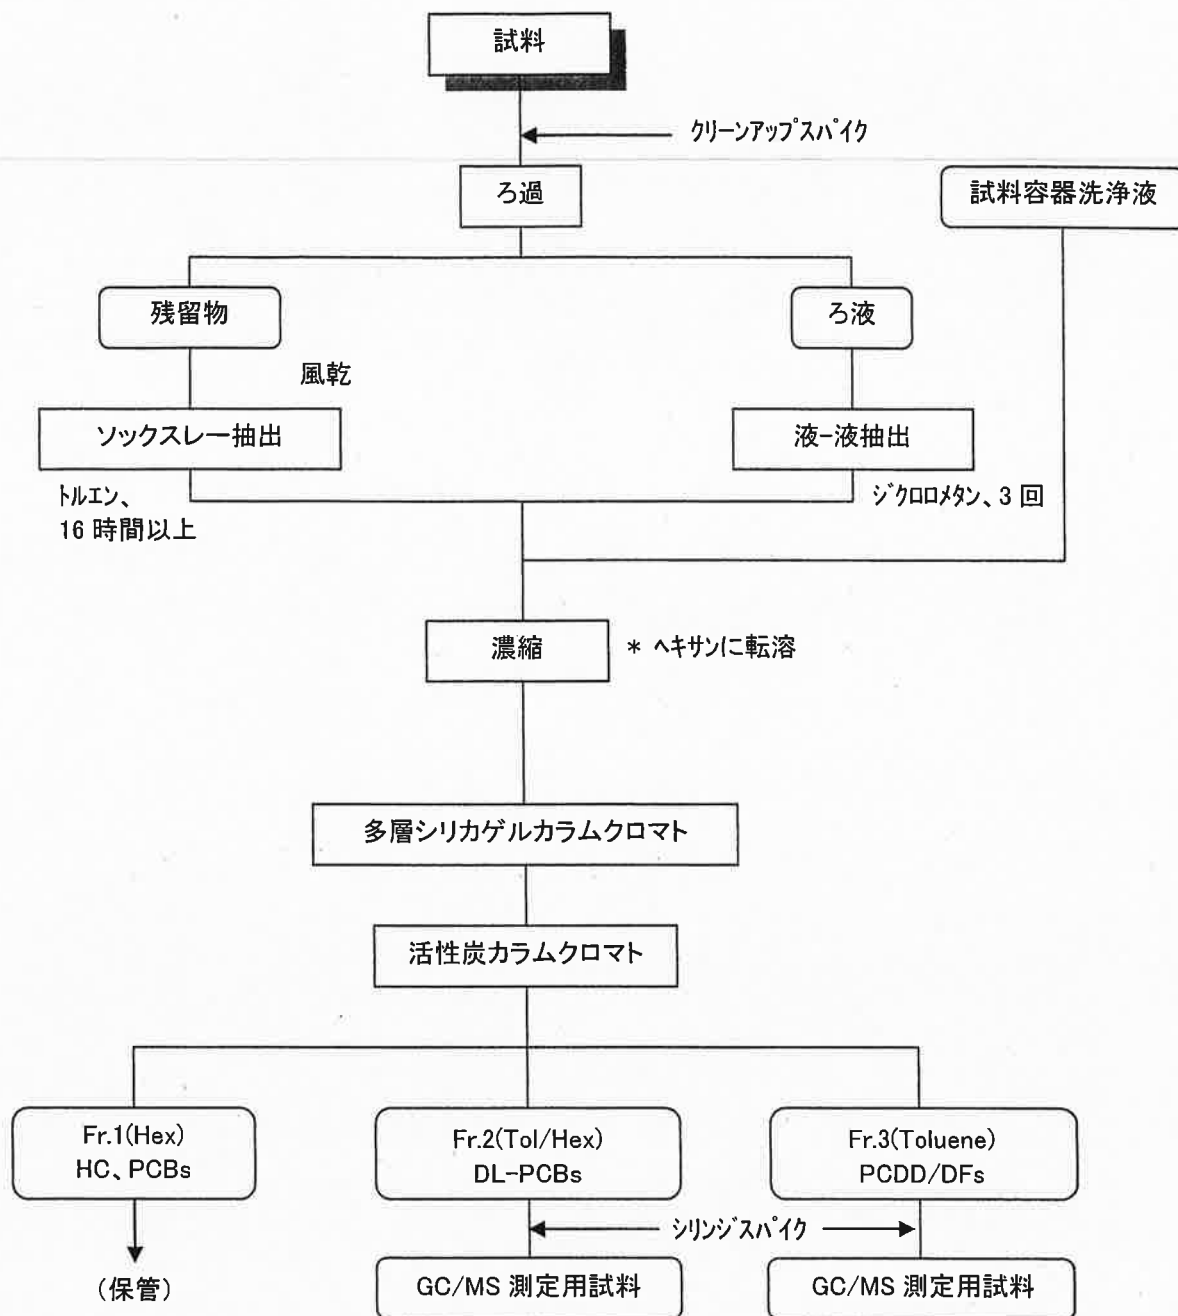 試料
クリーンアップスパイク
ろ過
試料容器洗浄液
残留物
ろ液
風乾
ソックスレー抽出
液-液抽出
トルエン、
16 時間以上
ジクロロメタン、3 回
濃縮
* ヘキサンに転溶
多層シリカゲルカラムクロマト
活性炭カラムクロマト
Fr.1(Hex)
HC、PCBs
Fr.2(Tol/Hex)
DL-PCBs
Fr.3(Toluene)
PCDD/DFs
シリンジスパイク
(保管)
GC/MS 測定用試料
GC/MS 測定用試料